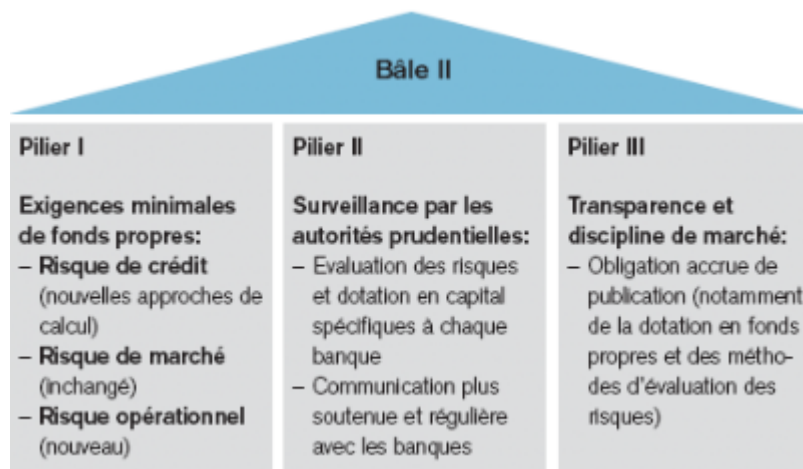 Bâle II
Pilier I
Exigences minimales
de fonds propres:
– Risque de crédit
(nouvelles approches de
calcul)
– Risque de marché
(inchangé)
– Risque opérationnel
(nouveau)
Pilier II
Surveillance par les
autorités prudentielles:
– Evaluation des risques
et dotation en capital
spécifiques à chaque
banque
– Communication plus
soutenue et régulière
avec les banques
Pilier III
Transparence et
discipline de marché:
– Obligation accrue de
publication (notamment
de la dotation en fonds
propres et des métho-
des d'évaluation des
risques)